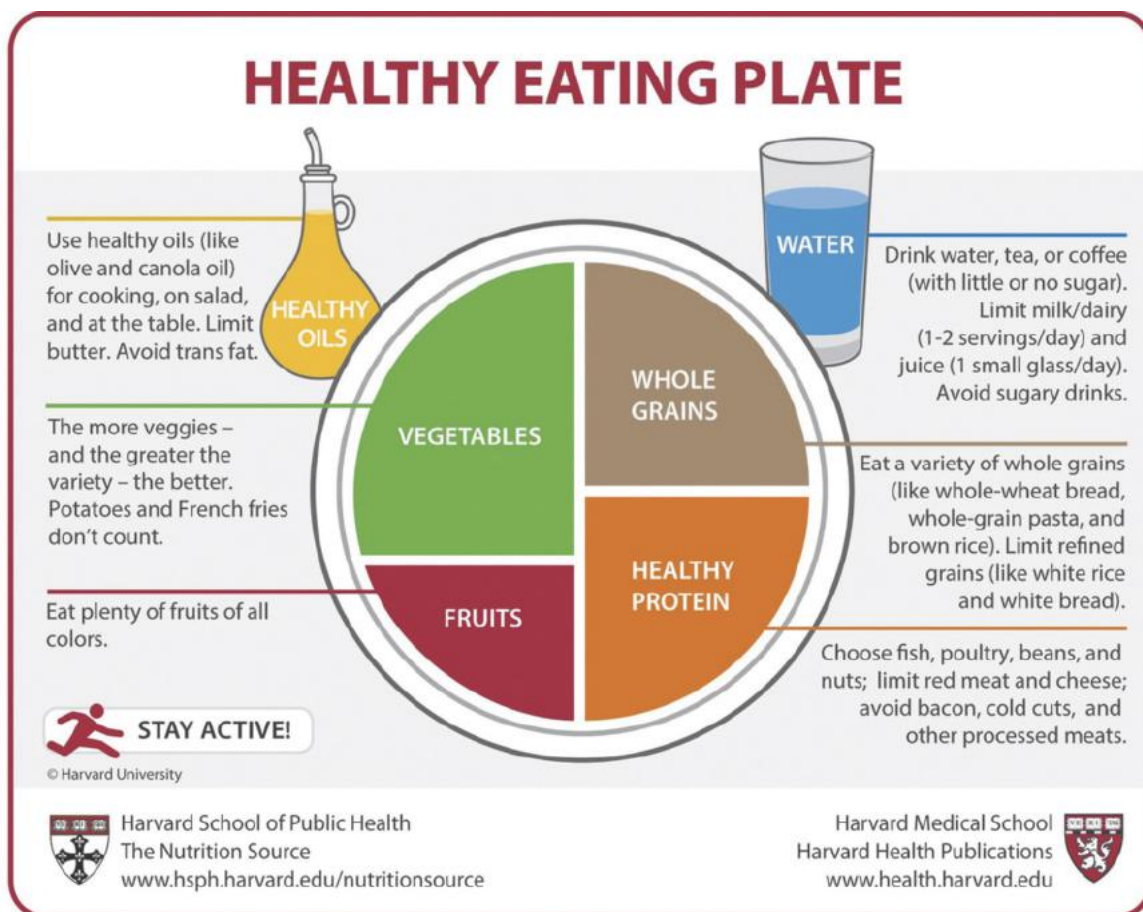 HEALTHY EATING PLATE
Use healthy oils (like
olive and canola oil)
for cooking, on salad,
and at the table. Limit
butter. Avoid trans fat.
HEALTHY
OILS
The more veggies –
and the greater the
variety – the better.
Potatoes and French fries
don't count.
Eat plenty of fruits of all
colors.
VEGETABLES
FRUITS
WHOLE
GRAINS
HEALTHY
PROTEIN
WATER
Drink water, tea, or coffee
(with little or no sugar).
Limit milk/dairy
(1-2 servings/day) and
juice (1 small glass/day).
Avoid sugary drinks.
Eat a variety of whole grains
(like whole-wheat bread,
whole-grain pasta, and
brown rice). Limit refined
grains (like white rice
and white bread).
Choose fish, poultry, beans, and
nuts; limit red meat and cheese;
avoid bacon, cold cuts, and
other processed meats.
STAY ACTIVE!
© Harvard University
Harvard School of Public Health
The Nutrition Source
www.hsph.harvard.edu/nutritionsource
Harvard Medical School
Harvard Health Publications
www.health.harvard.edu